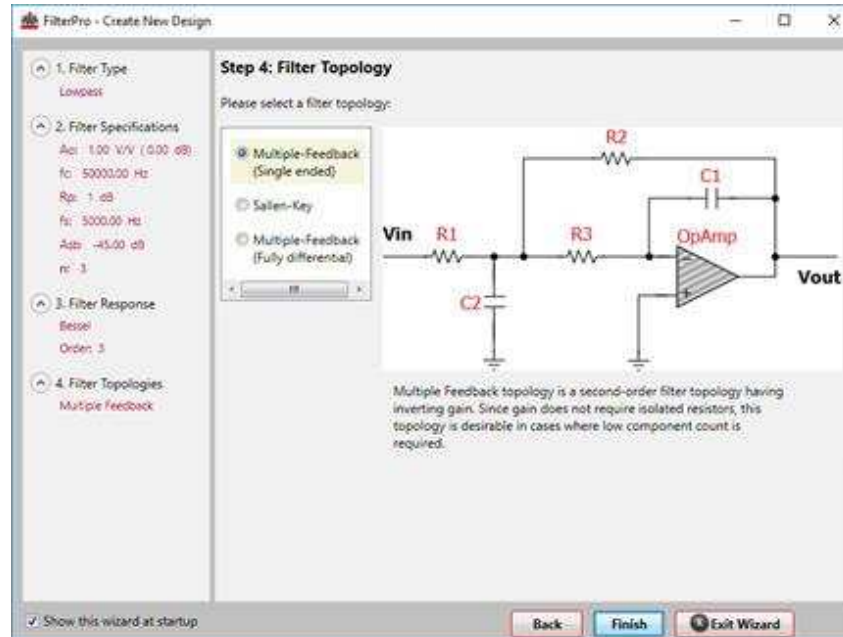 FilterPro - Create New Design
1. Filter Type
Lowpass
2. Filter Specifications
Ao: 1.00 V/V ( 0.00 dB)
fc: 50000.00 Hz
Rp: 1 dB
fs: 5000.00 Hz
Asb: -45.00 dB
n: 3
3. Filter Response
Bessel
Order: 3
4. Filter Topologies
Multiple Feedback
Step 4: Filter Topology
Please select a filter topology:
Multiple-Feedback
(Single ended)
Sallen-Key
Multiple-Feedback
(Fully differential)
R2
C1
Vin
R1
R3
OpAmp
Vout
C2
Multiple Feedback topology is a second-order filter topology having
inverting gain. Since gain does not require isolated resistors, this
topology is desirable in cases where low component count is
required.
Show this wizard at startup
Back
Finish
Exit Wizard